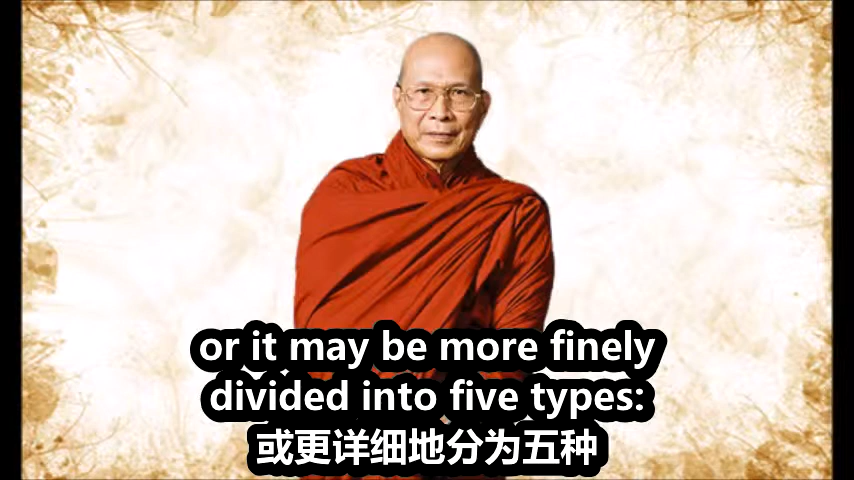 or it may be more finely
divided into five types:
或更详细地分为五种